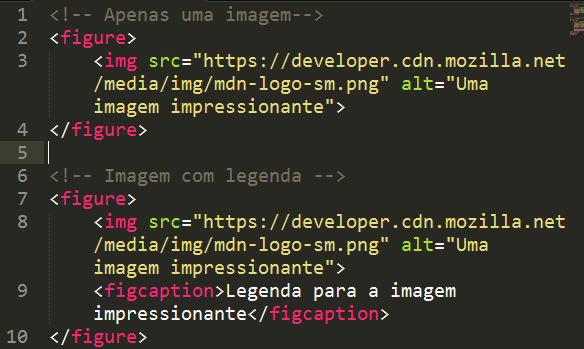 1 <!-- Apenas uma imagem-->
2 <figure>
3 <img src="https://developer.cdn.mozilla.net
/media/img/mdn-logo-sm.png" alt="Uma
imagem impressionante">
4 </figure>
5
6 <!-- Imagem com legenda -->
7 <figure>
8 <img src="https://developer.cdn.mozilla.net
/media/img/mdn-logo-sm.png" alt="Uma
imagem impressionante">
9 <figcaption>Legenda para a imagem
impressionante</figcaption>
10 </figure>